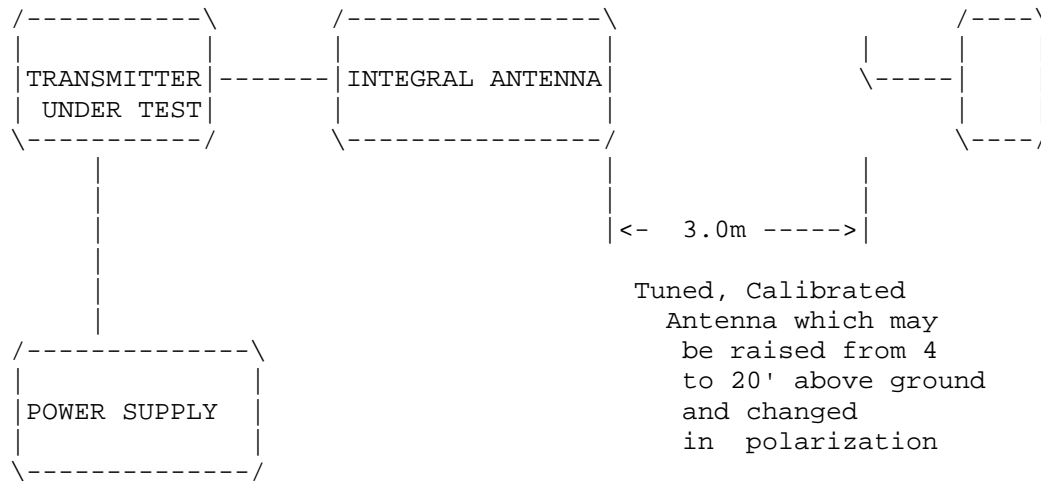 TRANSMITTER
UNDER TEST
INTEGRAL ANTENNA
<- 3.0m ----->
Tuned, Calibrated
Antenna which may
be raised from 4
to 20' above ground
and changed
in polarization
POWER SUPPLY